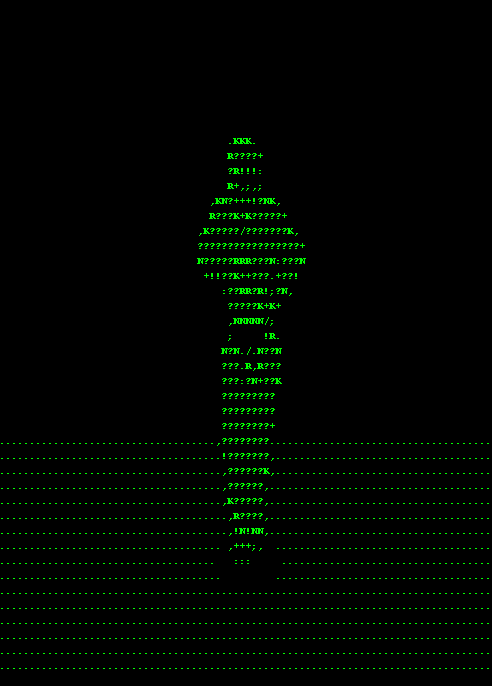 .KKK.
R????+
?R!!!:
R+,;,;
,KN?+++!?NK,
R???K+K?????+
,K?????/???????K,
?????????????????+
N?????RRR???N:???N
+!!??K++???.+??!
:??RR?R!;?N,
?????K+K+
,NNNNN/;
;     !R.
N?N./.N??N
???.R,R???
???:?N+??K
?????????
?????????
????????+
....................................,????????.....................................
....................................!???????,....................................
.....................................,??????K,....................................
.....................................,??????,.....................................
.....................................,K?????,.....................................
......................................,R????,.....................................
......................................,!N!NN,.....................................
..................................... ,+++;,  ....................................
....................................   :::     ...................................
.....................................         ....................................
..................................................................................
..................................................................................
..................................................................................
..................................................................................
..................................................................................
..................................................................................